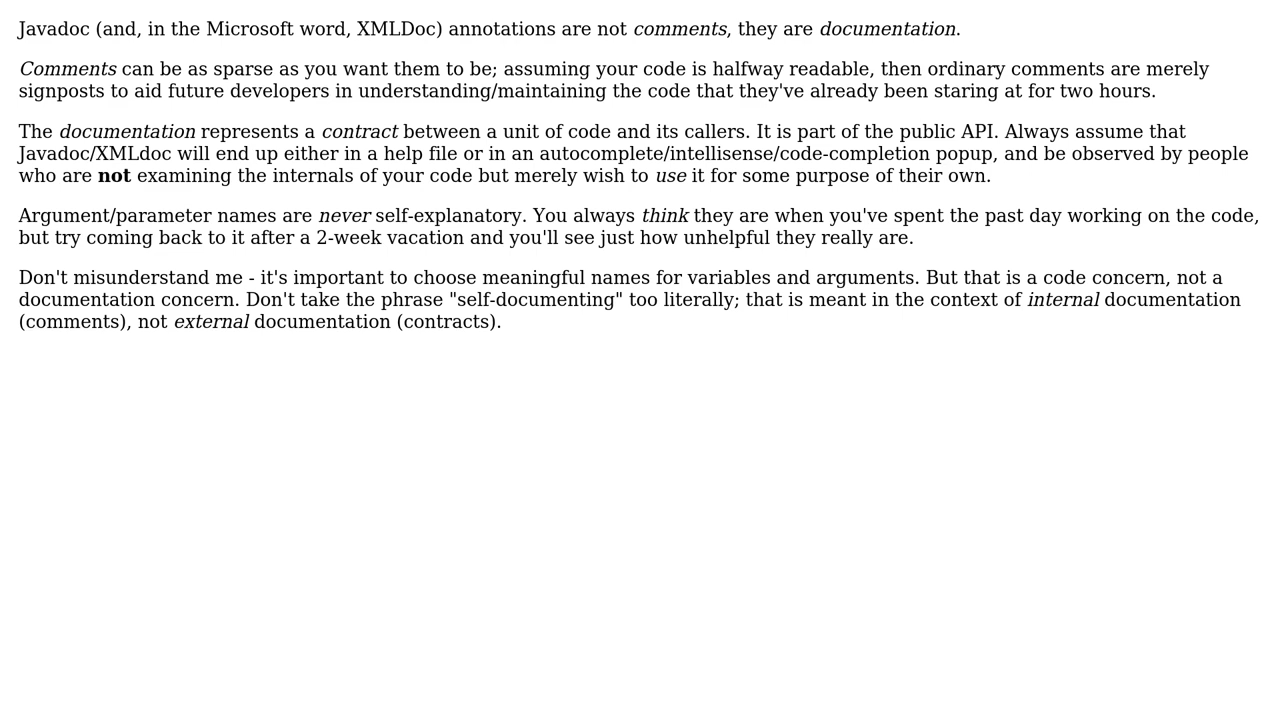 Javadoc (and, in the Microsoft word, XMLDoc) annotations are not comments, they are documentation.
Comments can be as sparse as you want them to be; assuming your code is halfway readable, then ordinary comments are merely
signposts to aid future developers in understanding/maintaining the code that they've already been staring at for two hours.
The documentation represents a contract between a unit of code and its callers. It is part of the public API. Always assume that
Javadoc/XMLdoc will end up either in a help file or in an autocomplete/intellisense/code-completion popup, and be observed by people
who are not examining the internals of your code but merely wish to use it for some purpose of their own.
Argument/parameter names are never self-explanatory. You always think they are when you've spent the past day working on the code,
but try coming back to it after a 2-week vacation and you'll see just how unhelpful they really are.
Don't misunderstand me - it's important to choose meaningful names for variables and arguments. But that is a code concern, not a
documentation concern. Don't take the phrase "self-documenting" too literally; that is meant in the context of internal documentation
(comments), not external documentation (contracts).